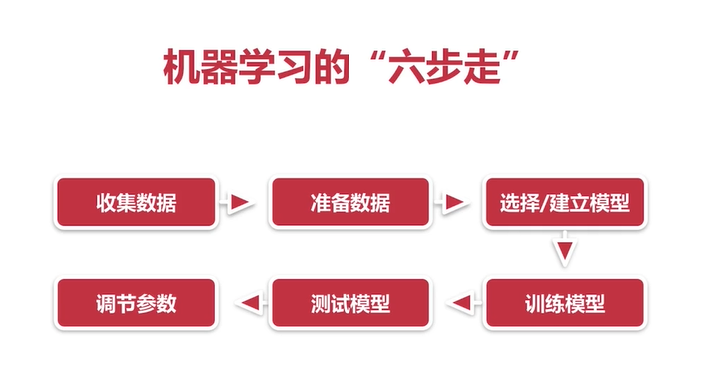 机器学习的“六步走”
收集数据
准备数据
选择/建立模型
训练模型
测试模型
调节参数